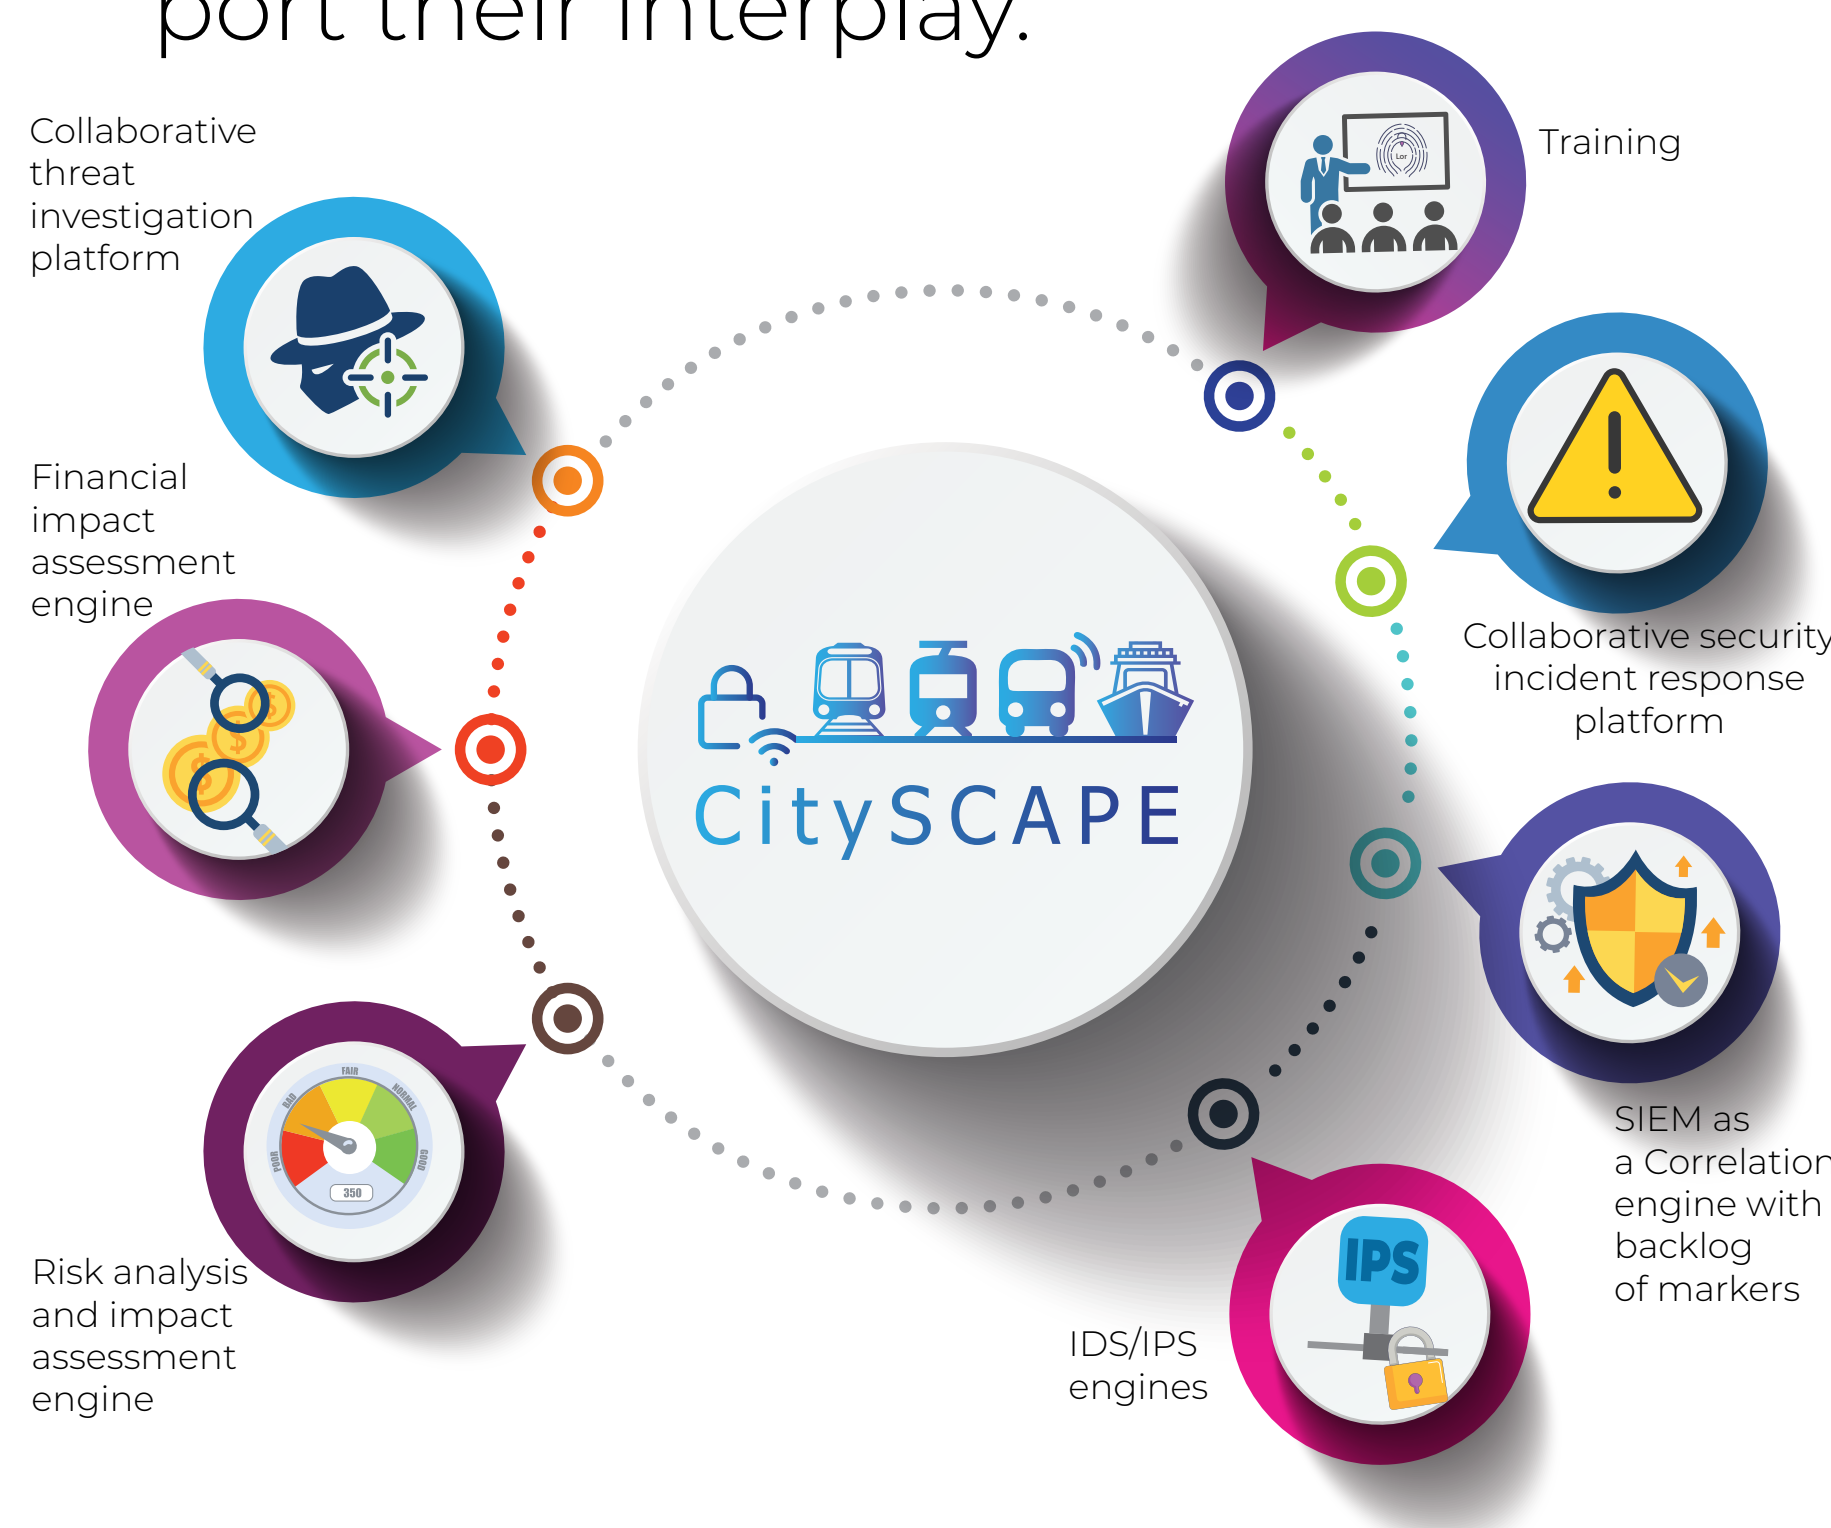 port their interplay.
Collaborative
threat
investigation
platform
Training
Lor
Financial
impact
assessment
engine
Collaborative security
incident response
platform
CitySCAPE
SIEM as
a Correlation
engine with
backlog
of markers
Risk analysis
and impact
assessment
engine
POOR
BAD
FAIR
NORMAL
GOOD
350
IDS/IPS
engines
IPS